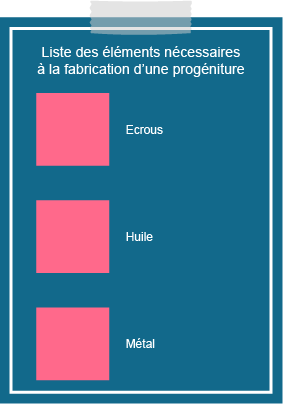 Liste des éléments nécessaires
à la fabrication d'une progéniture
Ecrous
Huile
Métal